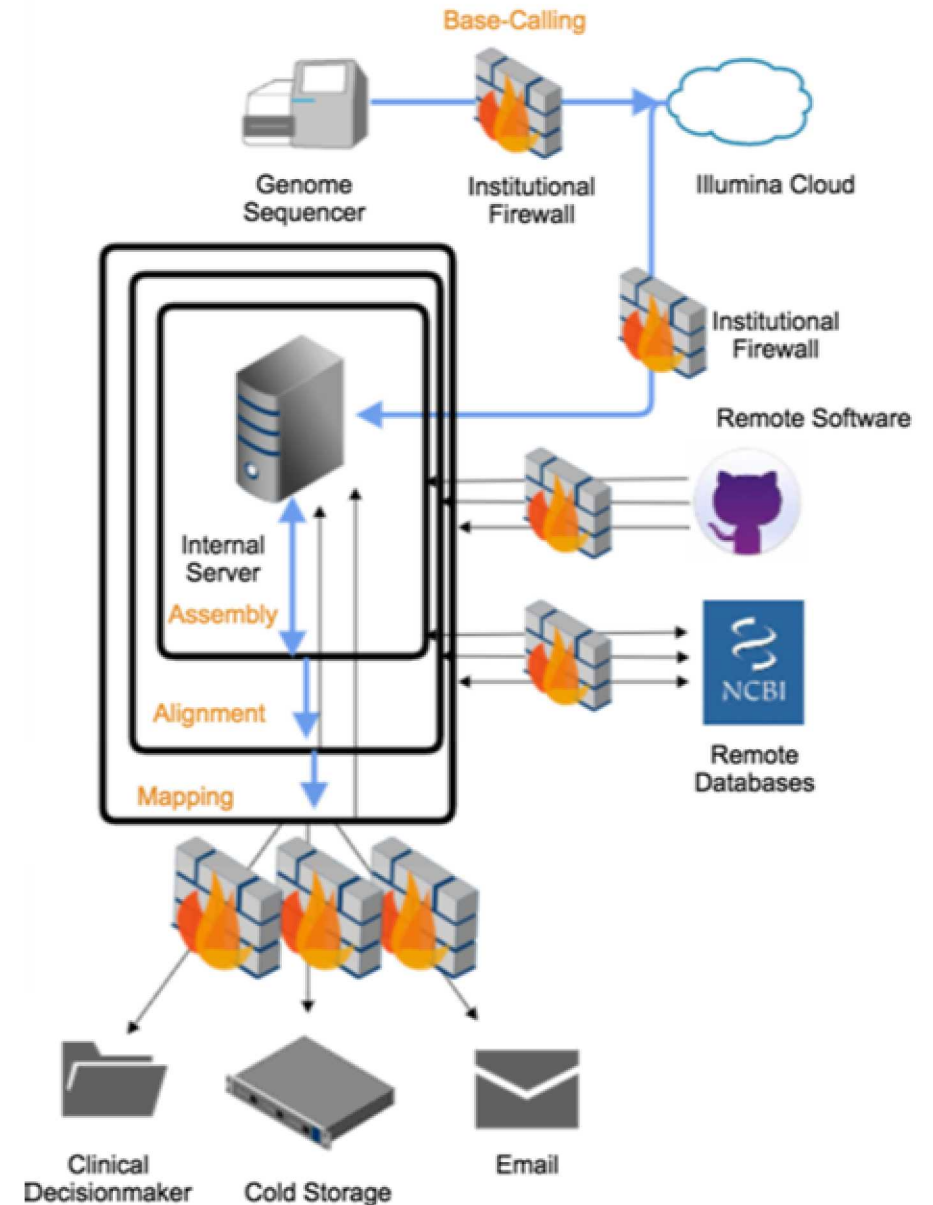 Base-Calling
Genome
Sequencer
Institutional
Firewall
Illumina Cloud
Institutional
Firewall
Remote Software
Internal
Server
Assembly
Alignment
NCBI
Remote
Databases
Mapping
Clinical
Decisionmaker
Cold Storage
Email